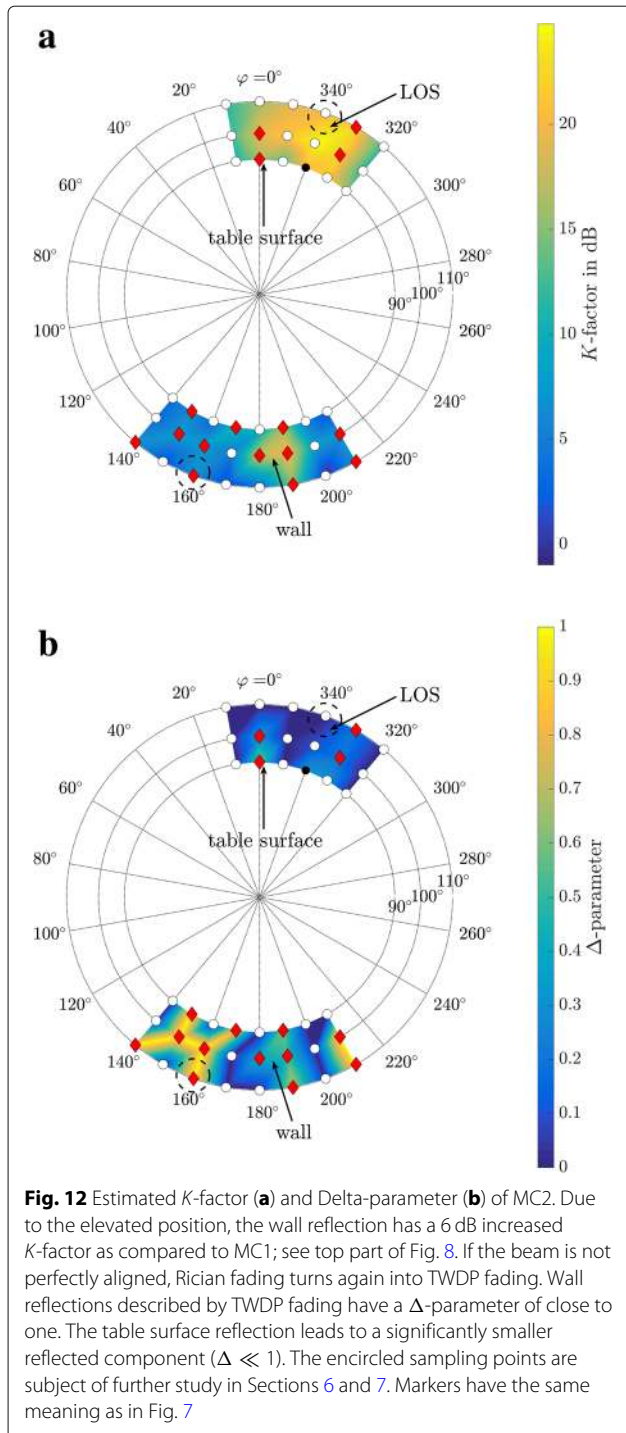 a
φ =0°
20°
340°
LOS
40°
320°
60°
300°
table surface
80°
280°
110°
100°
90°
100°
260°
120°
240°
140°
220°
160°
200°
180°
wall
20
15
10
5
0
K-factor in dB
b
φ =0°
20°
340°
LOS
40°
320°
60°
300°
table surface
80°
280°
110°
100°
90°
100°
260°
120°
240°
140°
220°
160°
200°
180°
wall
1
0.9
0.8
0.7
0.6
0.5
0.4
0.3
0.2
0.1
0
Δ-parameter
Fig. 12 Estimated K-factor (a) and Delta-parameter (b) of MC2. Due
to the elevated position, the wall reflection has a 6 dB increased
K-factor as compared to MC1; see top part of Fig. 8. If the beam is not
perfectly aligned, Rician fading turns again into TWDP fading. Wall
reflections described by TWDP fading have a Δ-parameter of close to
one. The table surface reflection leads to a significantly smaller
reflected component (Δ ≪ 1). The encircled sampling points are
subject of further study in Sections 6 and 7. Markers have the same
meaning as in Fig. 7